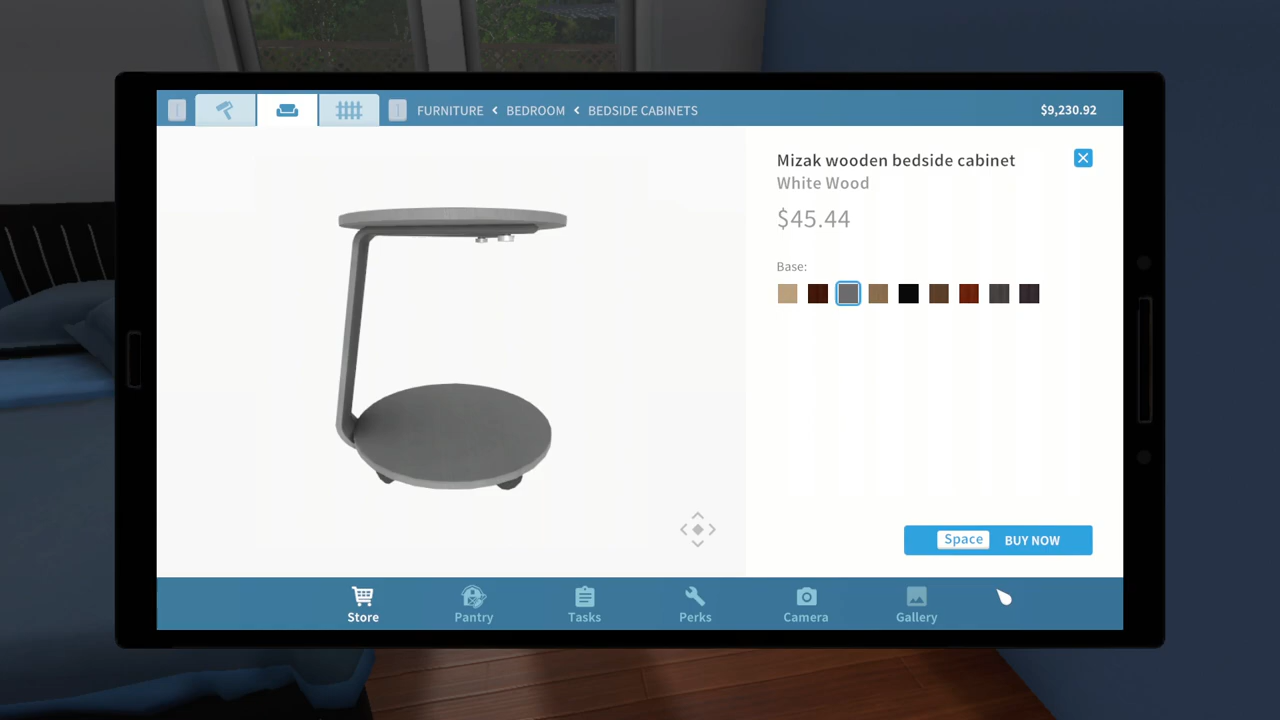 FURNITURE < BEDROOM < BEDSIDE CABINETS
$9,230.92
Mizak wooden bedside cabinet
White Wood
$45.44
Base:
Space BUY NOW
Store
Pantry
Tasks
Perks
Camera
Gallery